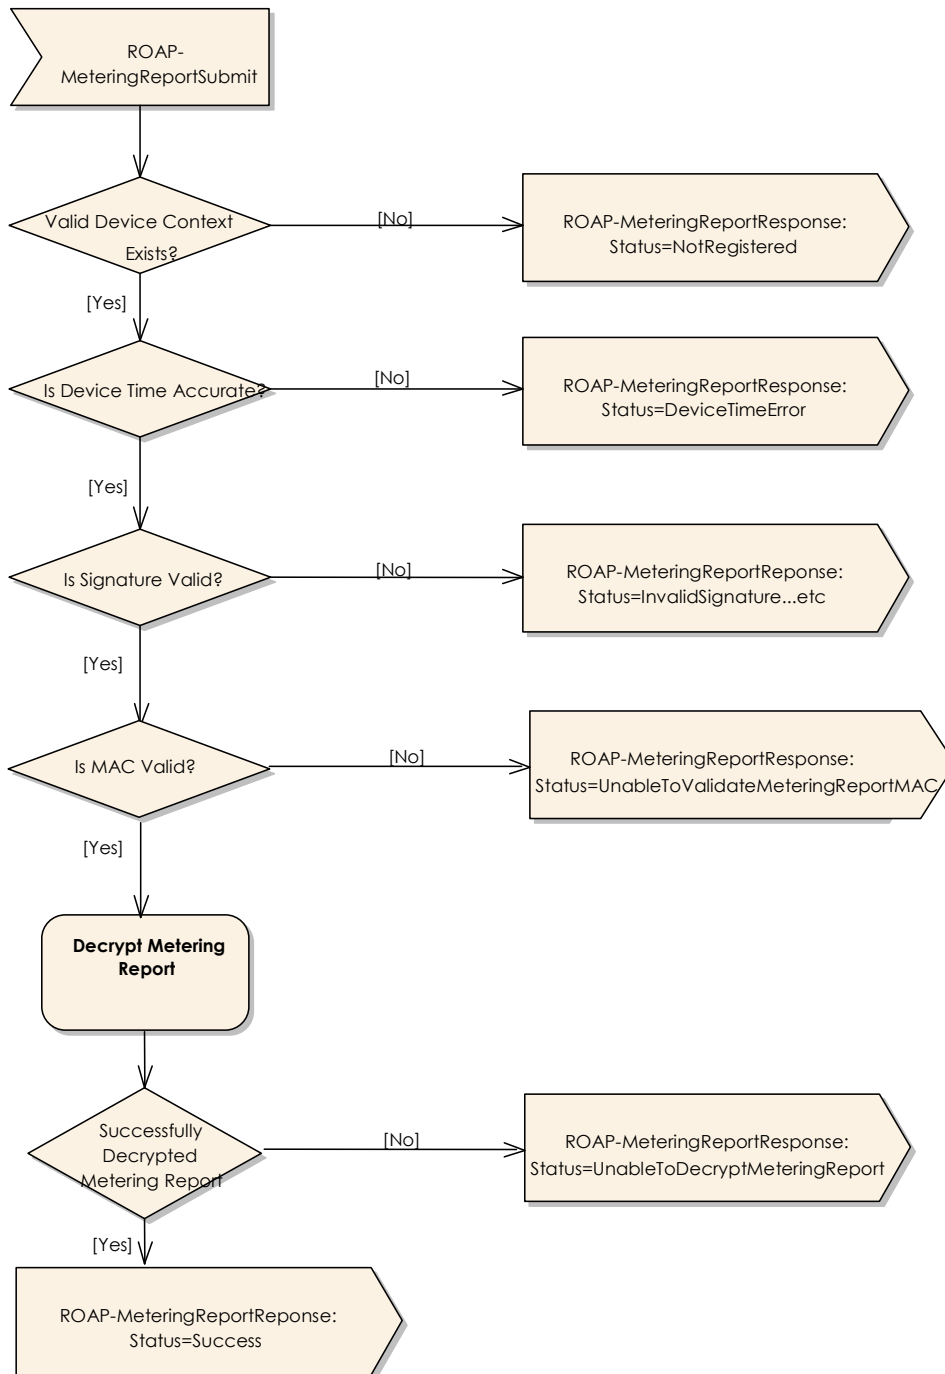 ROAP-
MeteringReportSubmit
Valid Device Context
Exists?
[No]
ROAP-MeteringReportResponse:
Status=NotRegistered
[Yes]
Is Device Time Accurate?
[No]
ROAP-MeteringReportResponse:
Status=DeviceTimeError
[Yes]
Is Signature Valid?
[No]
ROAP-MeteringReportReponse:
Status=InvalidSignature...etc
[Yes]
Is MAC Valid?
[No]
ROAP-MeteringReportResponse:
Status=UnableToValidateMeteringReportMAC
[Yes]
Decrypt Metering
Report
Successfully
Decrypted
Metering Report
[No]
ROAP-MeteringReportResponse:
Status=UnableToDecryptMeteringReport
[Yes]
ROAP-MeteringReportReponse:
Status=Success